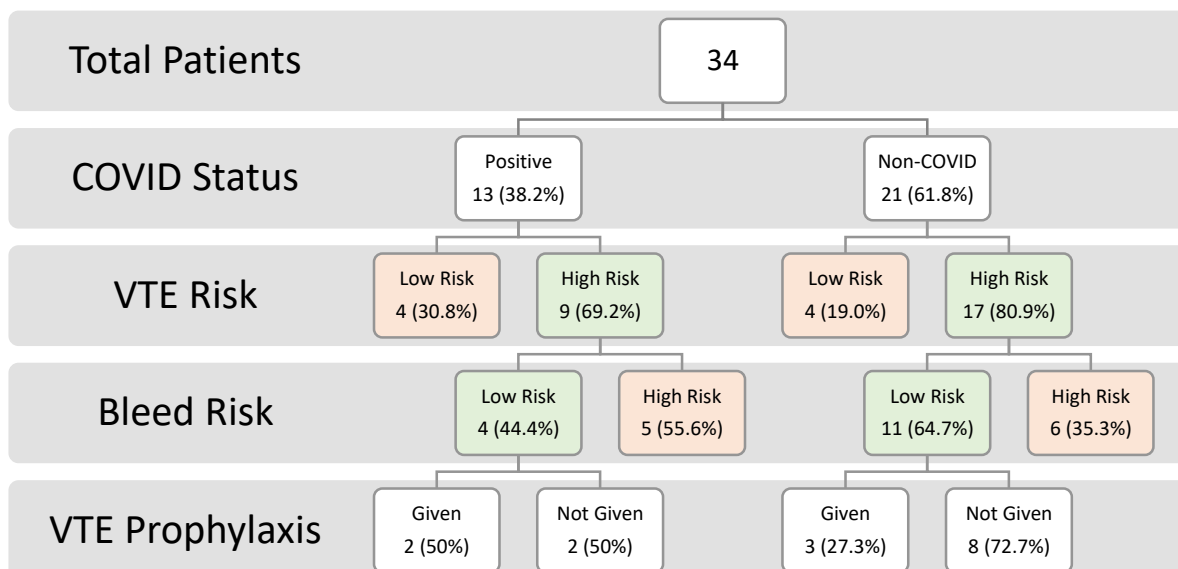 Total Patients
34
COVID Status
Positive
13 (38.2%)
Non-COVID
21 (61.8%)
VTE Risk
Low Risk
4 (30.8%)
High Risk
9 (69.2%)
Low Risk
4 (19.0%)
High Risk
17 (80.9%)
Bleed Risk
Low Risk
4 (44.4%)
High Risk
5 (55.6%)
Low Risk
11 (64.7%)
High Risk
6 (35.3%)
VTE Prophylaxis
Given
2 (50%)
Not Given
2 (50%)
Given
3 (27.3%)
Not Given
8 (72.7%)